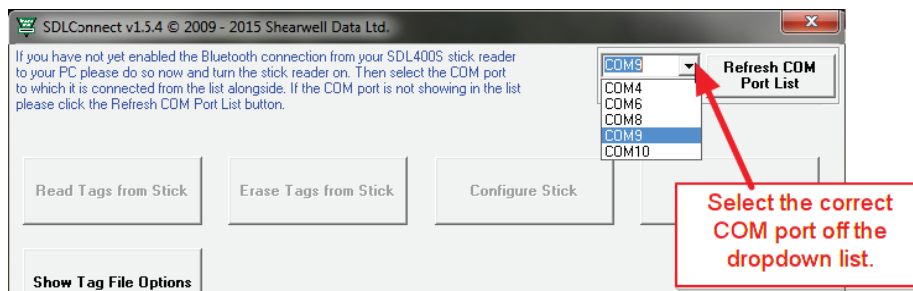 SDLConnect v1.5.4 © 2009 - 2015 Shearwell Data Ltd.
If you have not yet enabled the Bluetooth connection from your SDL400S stick reader
to your PC please do so now and turn the stick reader on. Then select the COM port
to which it is connected from the list alongside. If the COM port is not showing in the list
please click the Refresh COM Port List button.
COM9
Refresh COM
Port List
COM4
COM6
COM8
COM9
COM10
Read Tags from Stick
Erase Tags from Stick
Configure Stick
Select the correct
COM port off the
dropdown list.
Show Tag File Options